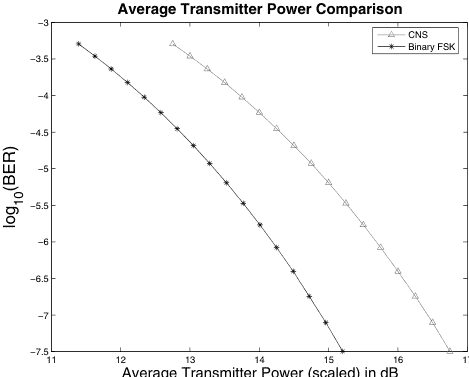 Average Transmitter Power Comparison
CNS
Binary FSK
log10(BER)
−3
−3.5
−4
−4.5
−5
−5.5
−6
−6.5
−7
−7.5
11 12 13 14 15 16 17
Average Transmitter Power (scaled) in dB